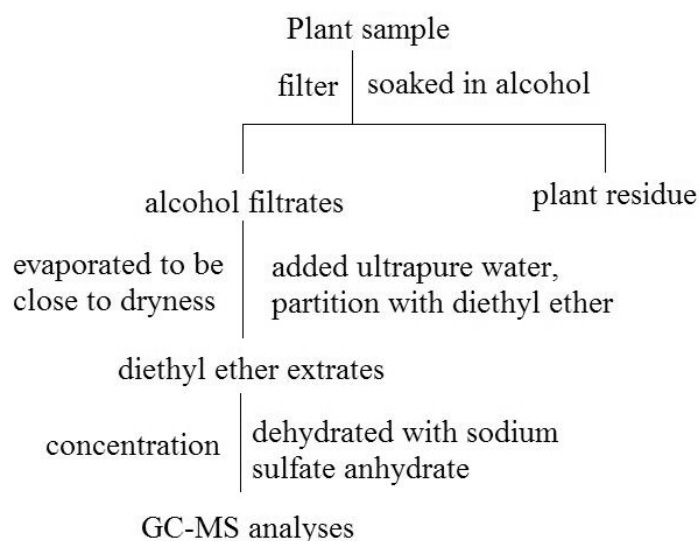 Plant sample
filter
soaked in alcohol
alcohol filtrates
plant residue
evaporated to be
close to dryness
added ultrapure water,
partition with diethyl ether
diethyl ether extrates
concentration
dehydrated with sodium
sulfate anhydrate
GC-MS analyses